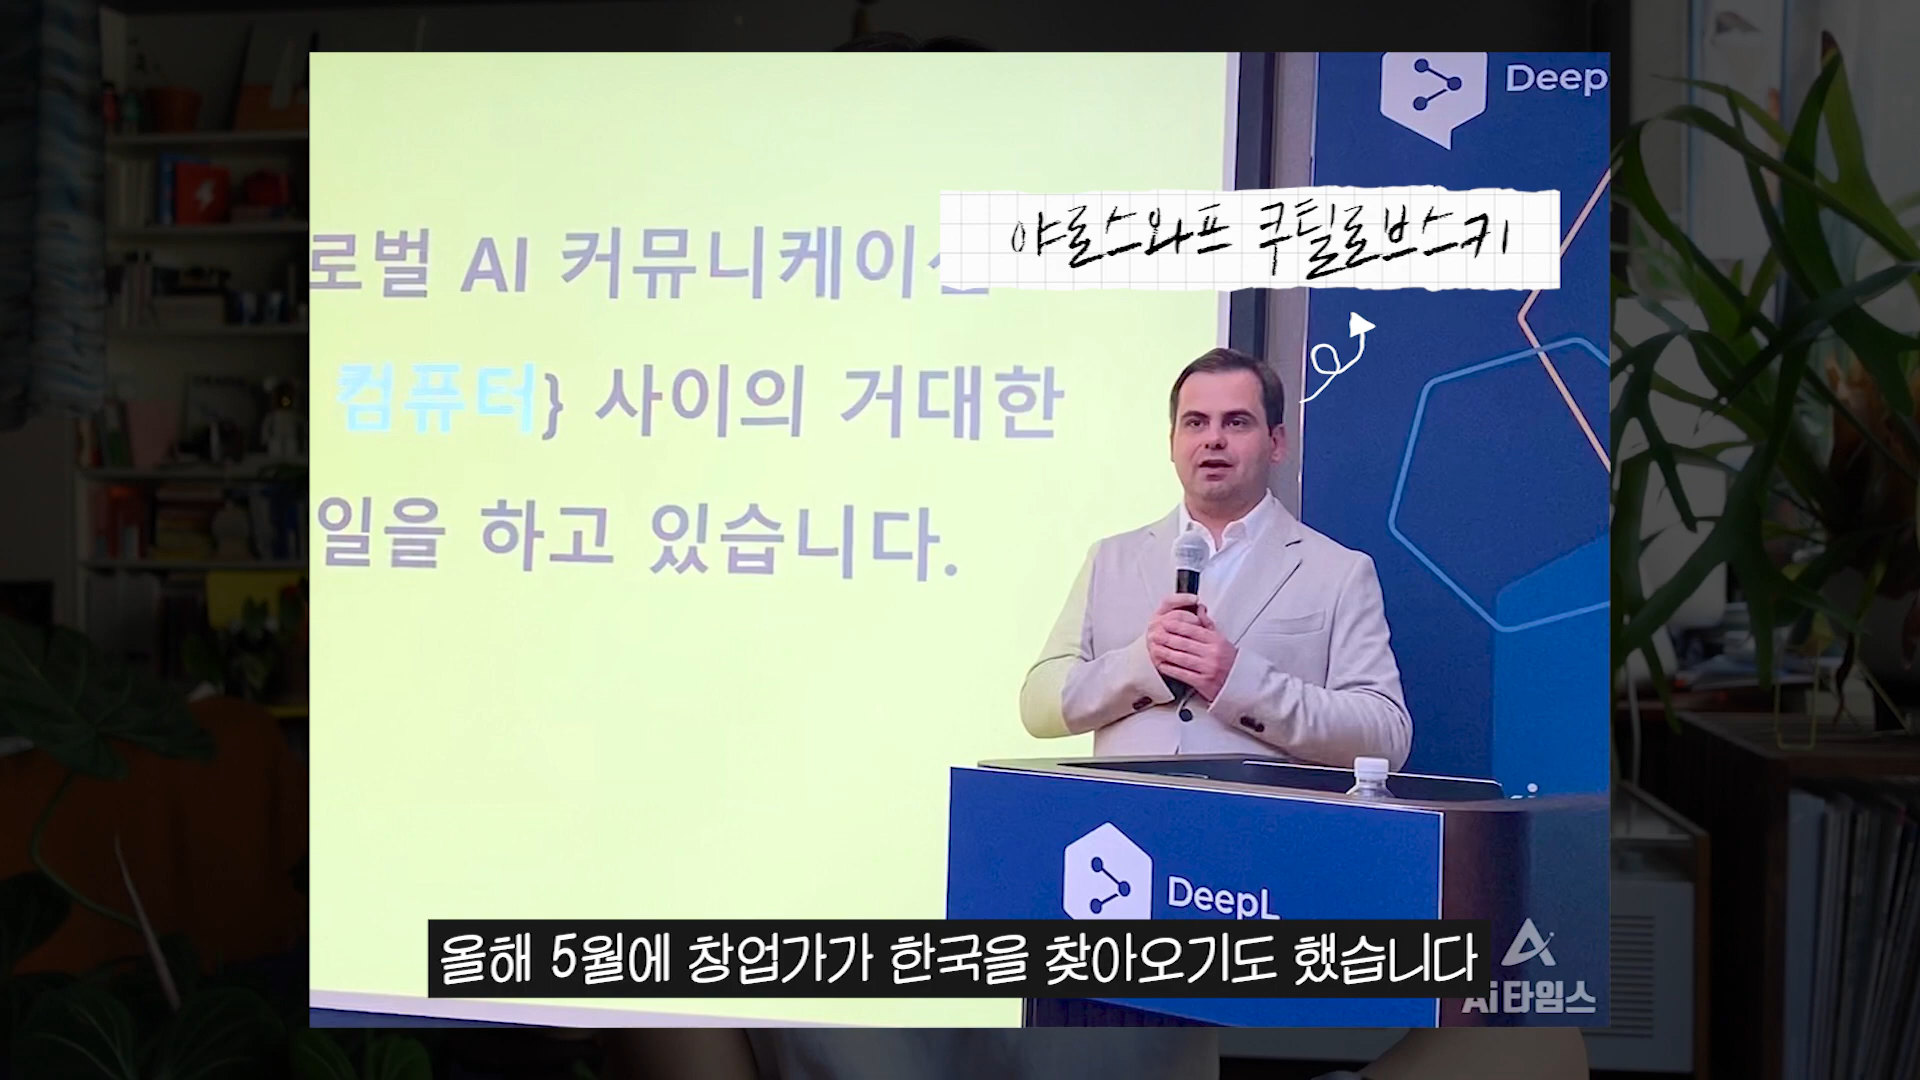 Deep
야로스와프 쿠틸로브스키
로벌 AI 커뮤니케이션
컴퓨터} 사이의 거대한
일을 하고 있습니다.
DeepL
올해 5월에 창업가가 한국을 찾아오기도 했습니다
Ai타임스